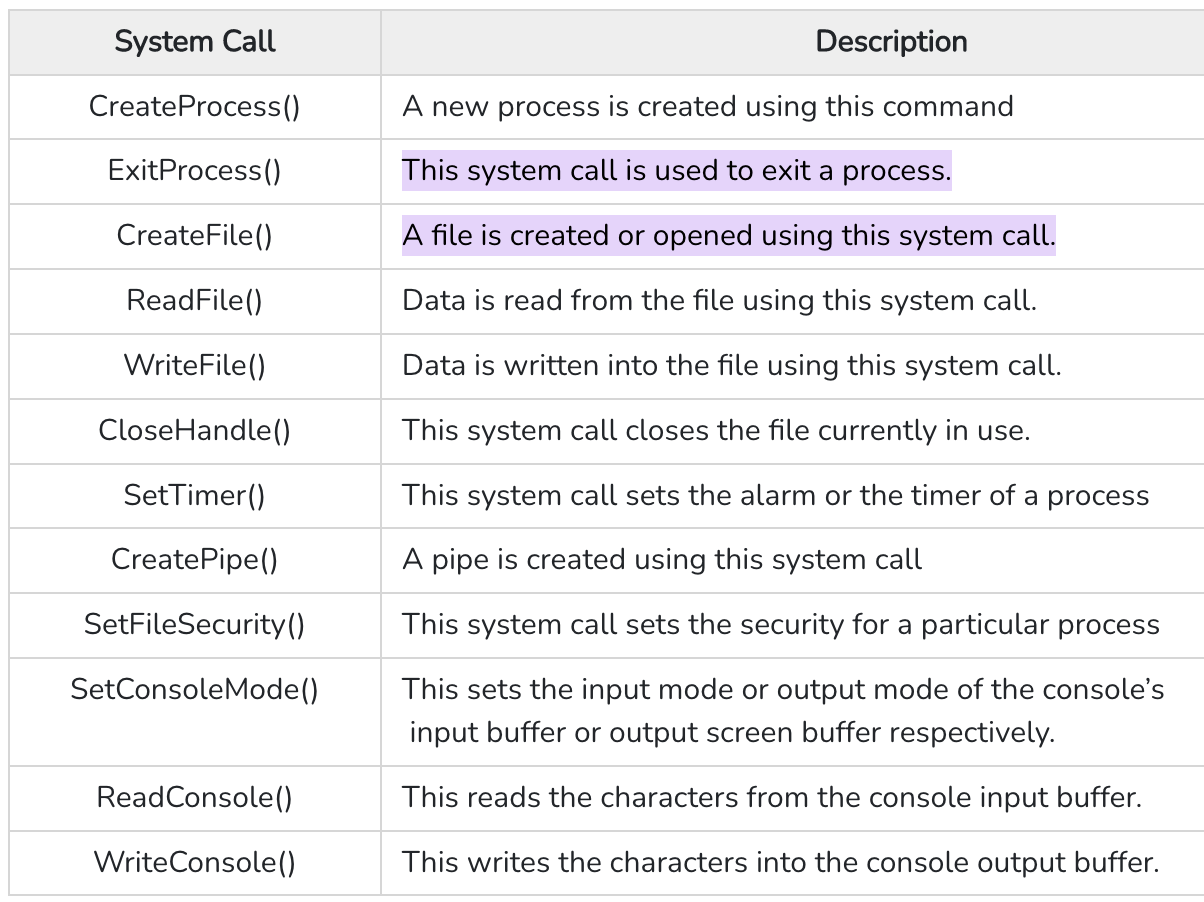 System Call Description
CreateProcess() A new process is created using this command
ExitProcess() This system call is used to exit a process.
CreateFile() A file is created or opened using this system call.
ReadFile() Data is read from the file using this system call.
WriteFile() Data is written into the file using this system call.
CloseHandle() This system call closes the file currently in use.
SetTimer() This system call sets the alarm or the timer of a process
CreatePipe() A pipe is created using this system call
SetFileSecurity() This system call sets the security for a particular process
SetConsoleMode() This sets the input mode or output mode of the console’s
input buffer or output screen buffer respectively.
ReadConsole() This reads the characters from the console input buffer.
WriteConsole() This writes the characters into the console output buffer.